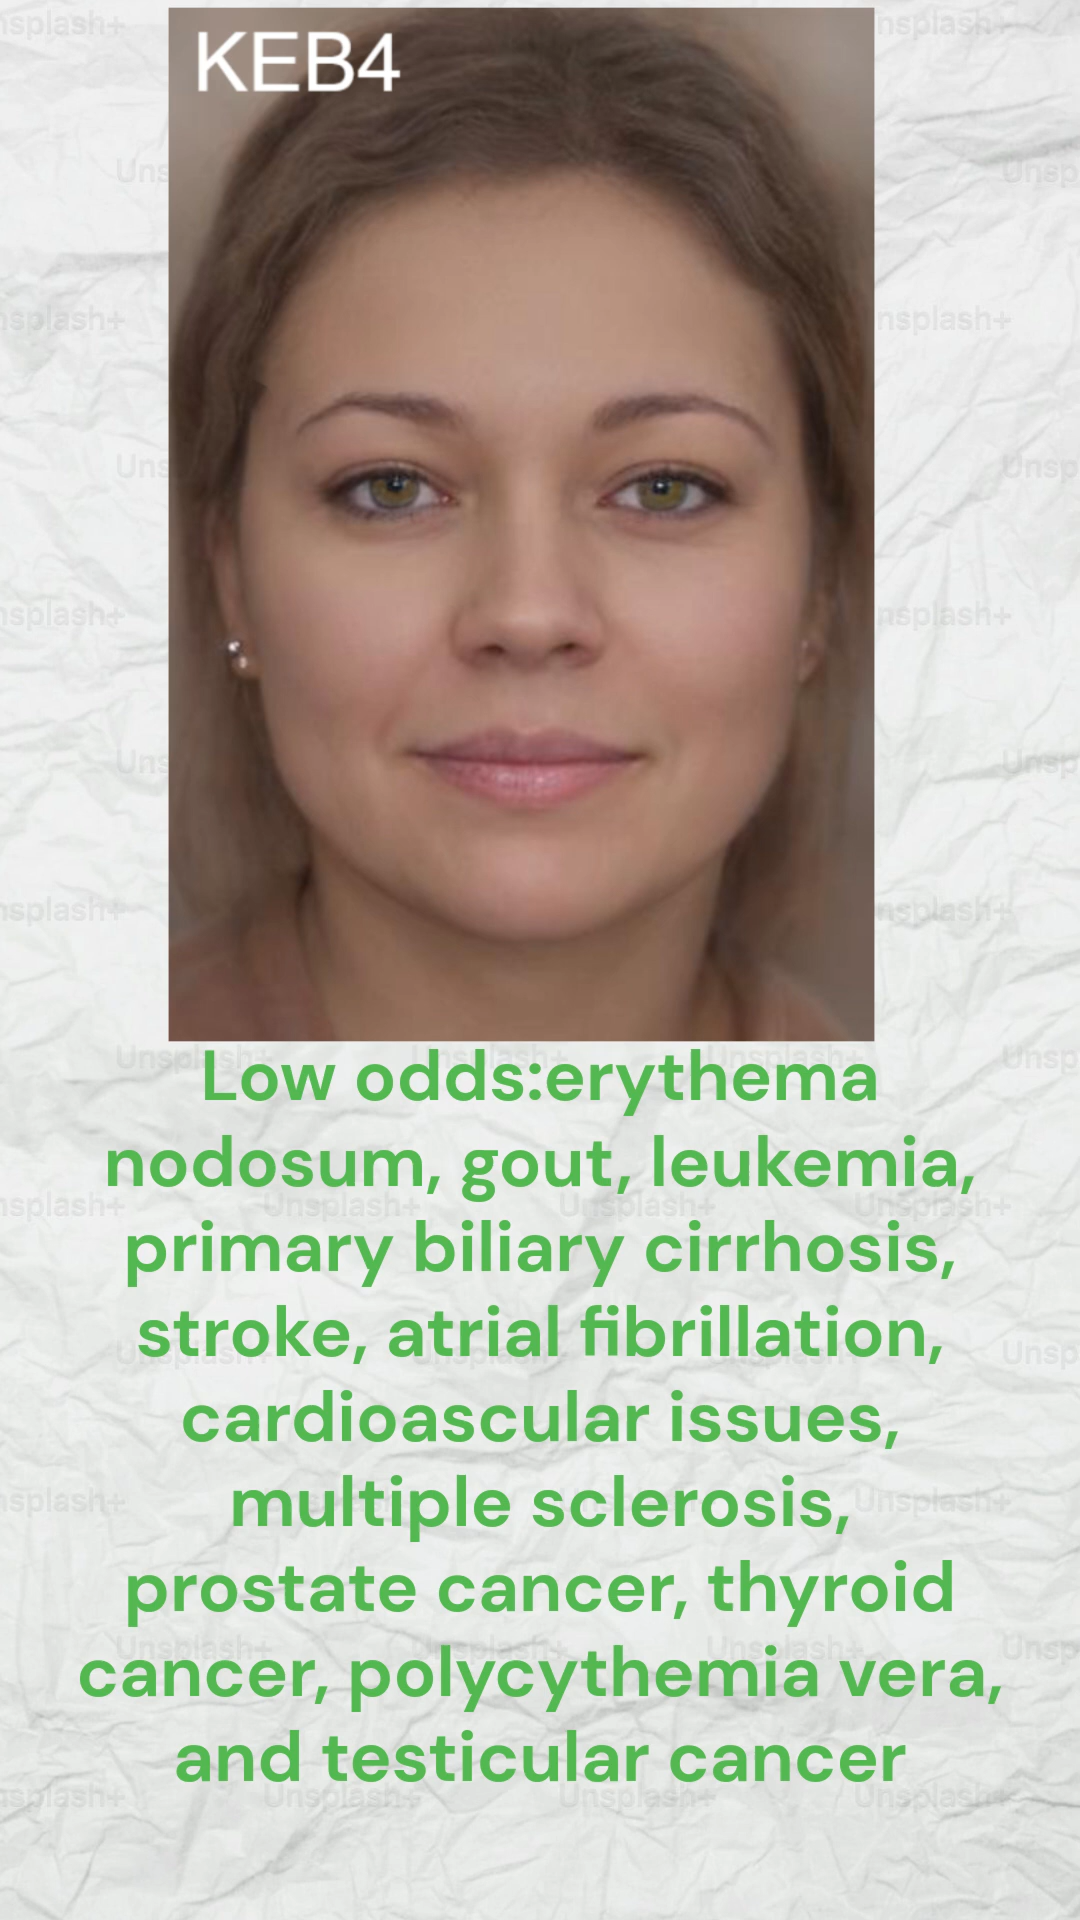 KEB4
Low odds:erythema
nodosum, gout, leukemia,
primary biliary cirrhosis,
stroke, atrial fibrillation,
cardioascular issues,
multiple sclerosis,
prostate cancer, thyroid
cancer, polycythemia vera,
and testicular cancer
Unsplash+